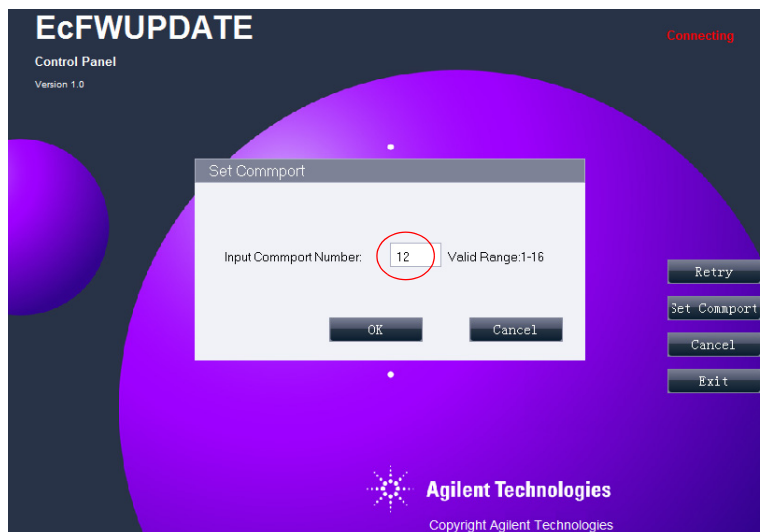 EcFWUPDATE
Connecting
Control Panel
Version 1.0
Set Commport
Input Commport Number: 12 Valid Range:1-16
OK Cancel
Retry
Set Commport
Cancel
Exit
Agilent Technologies
Copyright Agilent Technologies